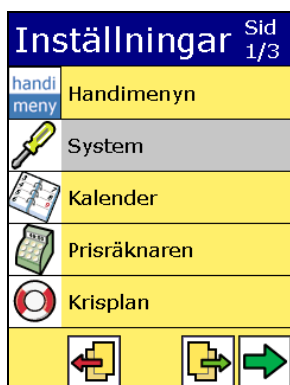 Inställningar
Sid
1/3
handi
meny
Handimenyn
System
Kalender
Prisräknaren
Krisplan